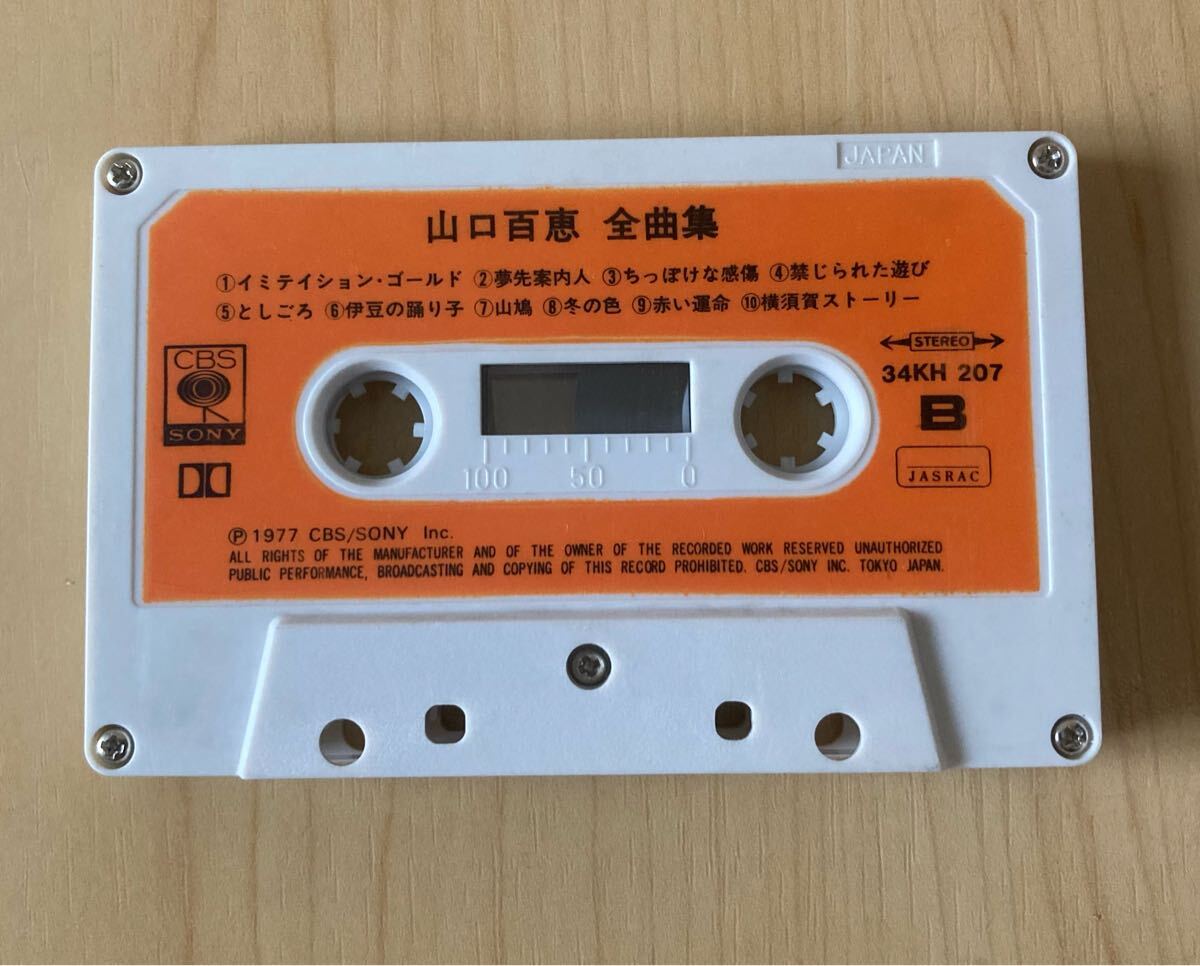 JAPAN
山口百恵 全曲集
①イミテイション・ゴールド ②夢先案内人 ③ちっぽけな感傷 ④禁じられた遊び
⑤としごろ ⑥伊豆の踊り子 ⑦山鳩 ⑧冬の色 ⑨赤い運命 ⑩横須賀ストーリー
CBS
SONY
STEREO
34KH 207
B
JASRAC
100 50 0
Ⓟ1977 CBS/SONY Inc.
ALL RIGHTS OF THE MANUFACTURER AND OF THE OWNER OF THE RECORDED WORK RESERVED UNAUTHORIZED
PUBLIC PERFORMANCE, BROADCASTING AND COPYING OF THIS RECORD PROHIBITED. CBS/SONY INC. TOKYO JAPAN.